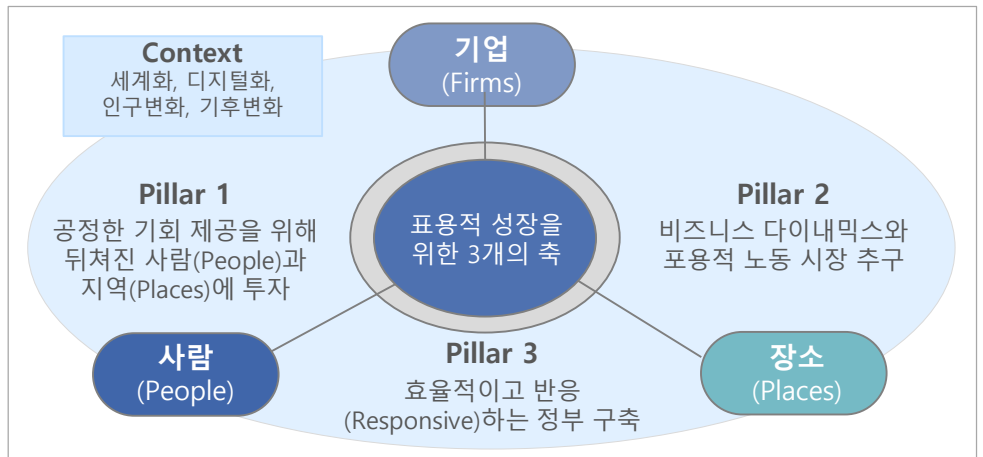 Context
세계화, 디지털화,
인구변화, 기후변화
기업
(Firms)
Pillar 1
공정한 기회 제공을 위해
뒤쳐진 사람(People)과
지역(Places)에 투자
표용적 성장을
위한 3개의 축
Pillar 2
비즈니스 다이내믹스와
포용적 노동 시장 추구
사람
(People)
Pillar 3
효율적이고 반응
(Responsive)하는 정부 구축
장소
(Places)